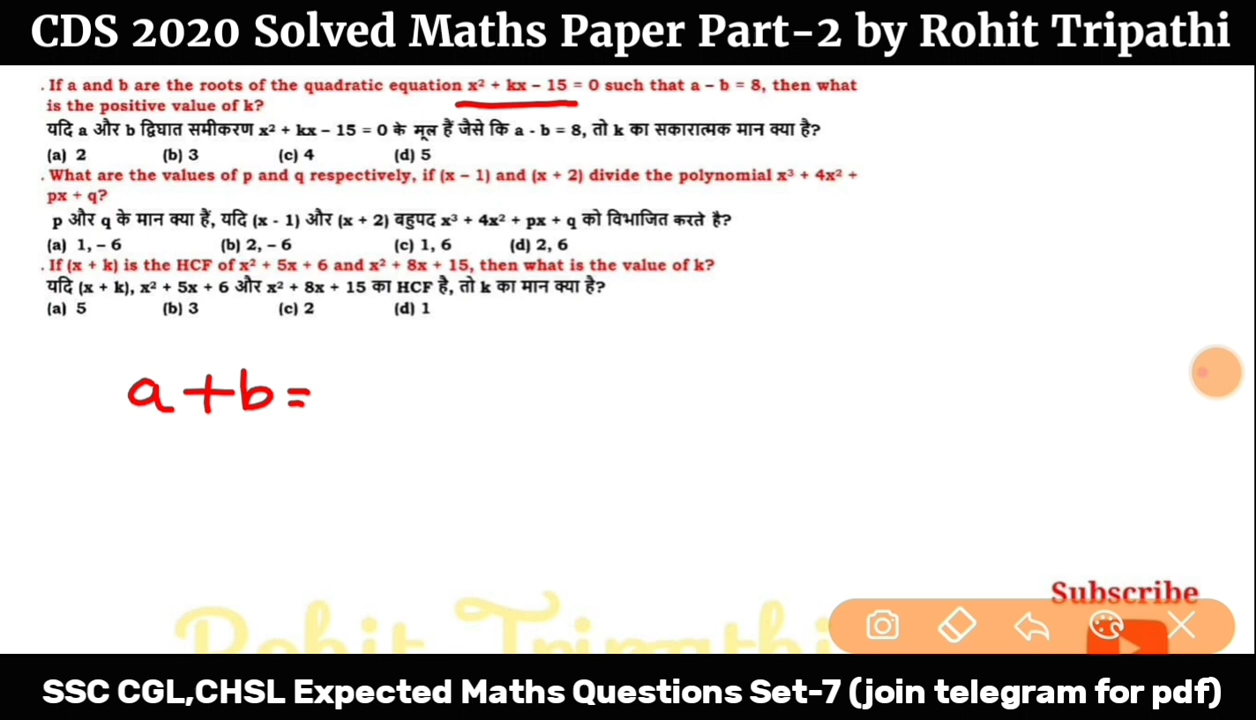 CDS 2020 Solved Maths Paper Part-2 by Rohit Tripathi
. If a and b are the roots of the quadratic equation x² + kx – 15 = 0 such that a – b = 8, then what
is the positive value of k?
यदि a और b द्विघात समीकरण x² + kx – 15 = 0 के मूल हैं जैसे कि a - b = 8, तो k का सकारात्मक मान क्या है?
(a) 2 (b) 3 (c) 4 (d) 5
. What are the values of p and q respectively, if (x – 1) and (x + 2) divide the polynomial x³ + 4x² +
px + q?
p और q के मान क्या हैं, यदि (x - 1) और (x + 2) बहुपद x³ + 4x² + px + q को विभाजित करते है?
(a) 1, – 6 (b) 2, – 6 (c) 1, 6 (d) 2, 6
. If (x + k) is the HCF of x² + 5x + 6 and x² + 8x + 15, then what is the value of k?
यदि (x + k), x² + 5x + 6 और x² + 8x + 15 का HCF है, तो k का मान क्या है?
(a) 5 (b) 3 (c) 2 (d) 1
a + b =
Subscribe
Rohit Tripathi
SSC CGL,CHSL Expected Maths Questions Set-7 (join telegram for pdf)